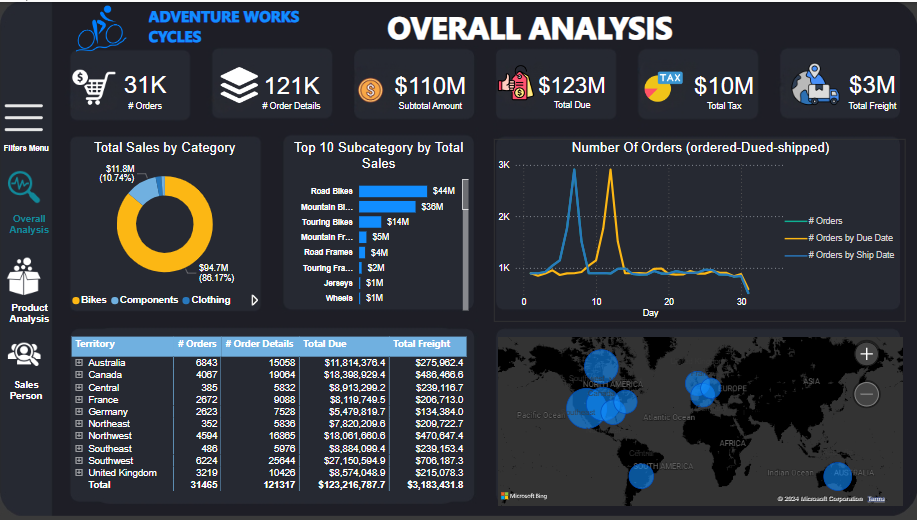 ADVENTURE WORKS
CYCLES
OVERALL ANALYSIS
$
31K
# Orders
121K
# Order Details
$
$110M
Subtotal Amount
$
$123M
Total Due
TAX
$10M
Total Tax
$3M
Total Freight
Filters Menu
Overall
Analysis
Product
Analysis
Sales
Person
Total Sales by Category
$11.8M
(10.74%)
$94.7M
(86.17%)
Bikes Components Clothing
Top 10 Subcategory by Total
Sales
Road Bikes $44M
Mountain Bi... $36M
Touring Bikes $14M
Mountain Fr... $5M
Road Frames $4M
Touring Fra... $2M
Jerseys $1M
Wheels $1M
Number Of Orders (ordered-Dued-shipped)
3K
2K
1K
0 10 20 30
Day
# Orders
# Orders by Due Date
# Orders by Ship Date
Territory # Orders # Order Details Total Due Total Freight
Australia 6843 15058 $11,814,376.4 $275,962.4
Canada 4067 19064 $18,398,929.4 $486,466.6
Central 385 5832 $8,913,299.2 $239,116.7
France 2672 9088 $8,119,749.5 $206,713.0
Germany 2623 7528 $5,479,819.7 $134,384.0
Northeast 352 5836 $7,820,209.6 $209,722.7
Northwest 4594 16865 $18,061,660.6 $470,647.4
Southeast 486 5976 $8,884,099.4 $239,153.4
Southwest 6224 25644 $27,150,594.9 $706,187.3
United Kingdom 3219 10426 $8,574,048.9 $215,078.3
Total 31465 121317 $123,216,787.7 $3,183,431.8
NORTH AMERICA
EUROPE
ASIA
Pacific Ocean
Atlantic Ocean
AFRICA
Centre
SOUTH AMERICA
Indian Ocean
AUSTRALIA
Microsoft Bing
© 2024 Microsoft Corporation Terms